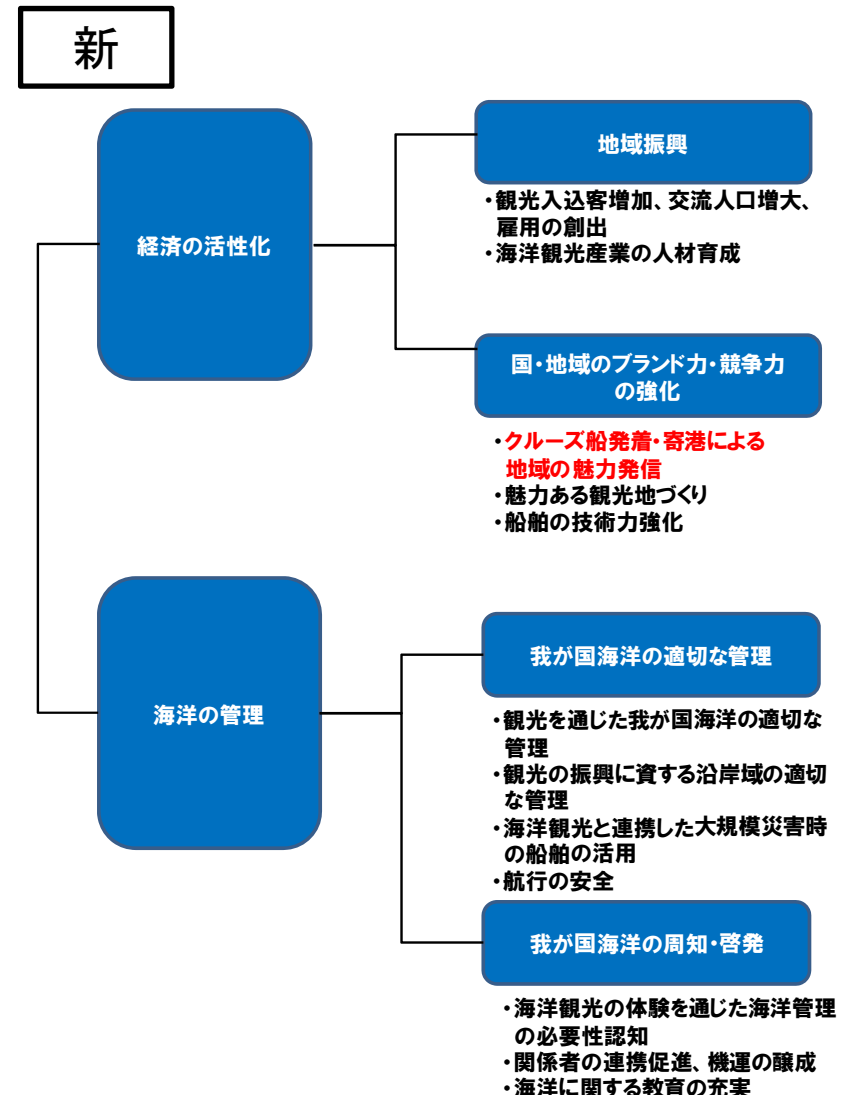 新
経済の活性化
地域振興
・観光入込客増加、交流人口増大、
雇用の創出
・海洋観光産業の人材育成
国・地域のブランド力・競争力
の強化
・クルーズ船発着・寄港による
地域の魅力発信
・魅力ある観光地づくり
・船舶の技術力強化
海洋の管理
我が国海洋の適切な管理
・観光を通じた我が国海洋の適切な
管理
・観光の振興に資する沿岸域の適切
な管理
・海洋観光と連携した大規模災害時
の船舶の活用
・航行の安全
我が国海洋の周知・啓発
・海洋観光の体験を通じた海洋管理
の必要性認知
・関係者の連携促進、機運の醸成
・海洋に関する教育の充実